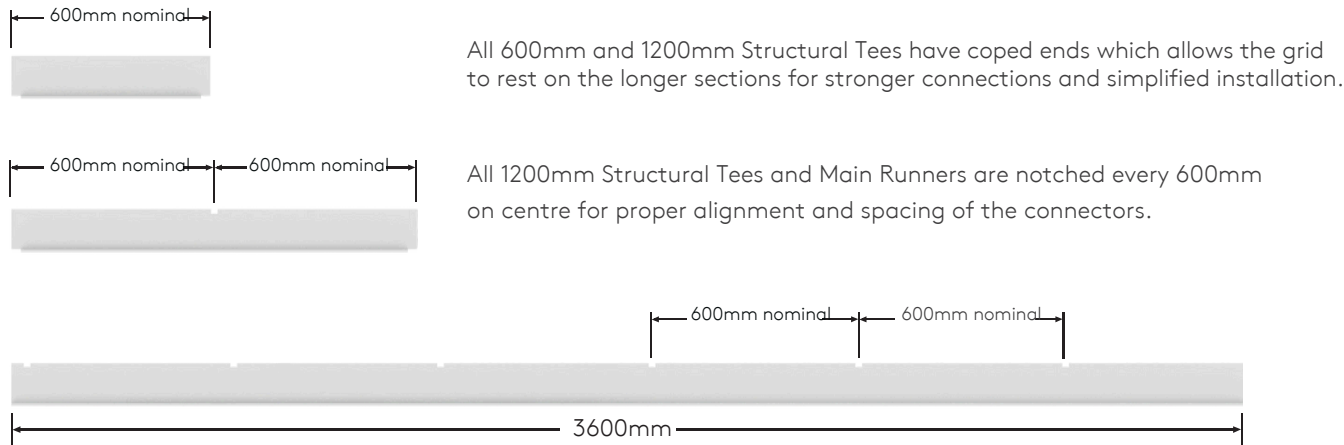 600mm nominal
All 600mm and 1200mm Structural Tees have coped ends which allows the grid
to rest on the longer sections for stronger connections and simplified installation.
600mm nominal
600mm nominal
All 1200mm Structural Tees and Main Runners are notched every 600mm
on centre for proper alignment and spacing of the connectors.
600mm nominal
600mm nominal
3600mm